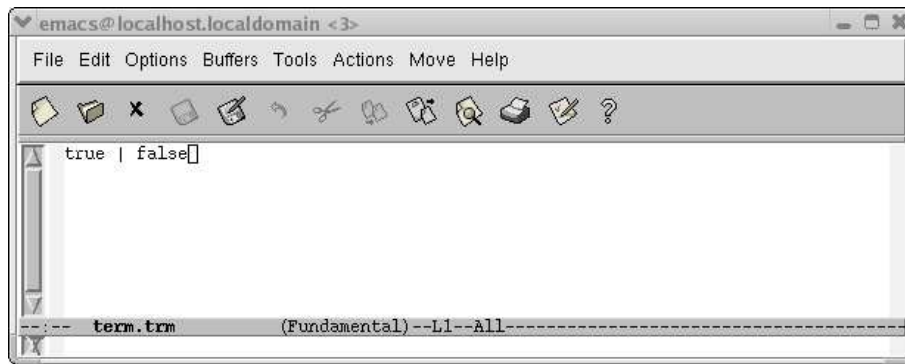 emacs@localhost.localdomain <3>
File Edit Options Buffers Tools Actions Move Help
true | false
--:-- term.trm (Fundamental)--L1--All----------------------------------------